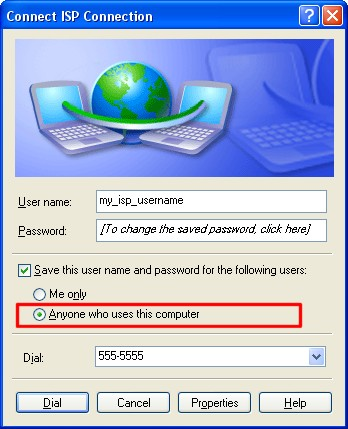 Connect ISP Connection
User name: my_isp_username
Password: [To change the saved password, click here]
Save this user name and password for the following users:
Me only
Anyone who uses this computer
Dial: 555-5555
Dial Cancel Properties Help